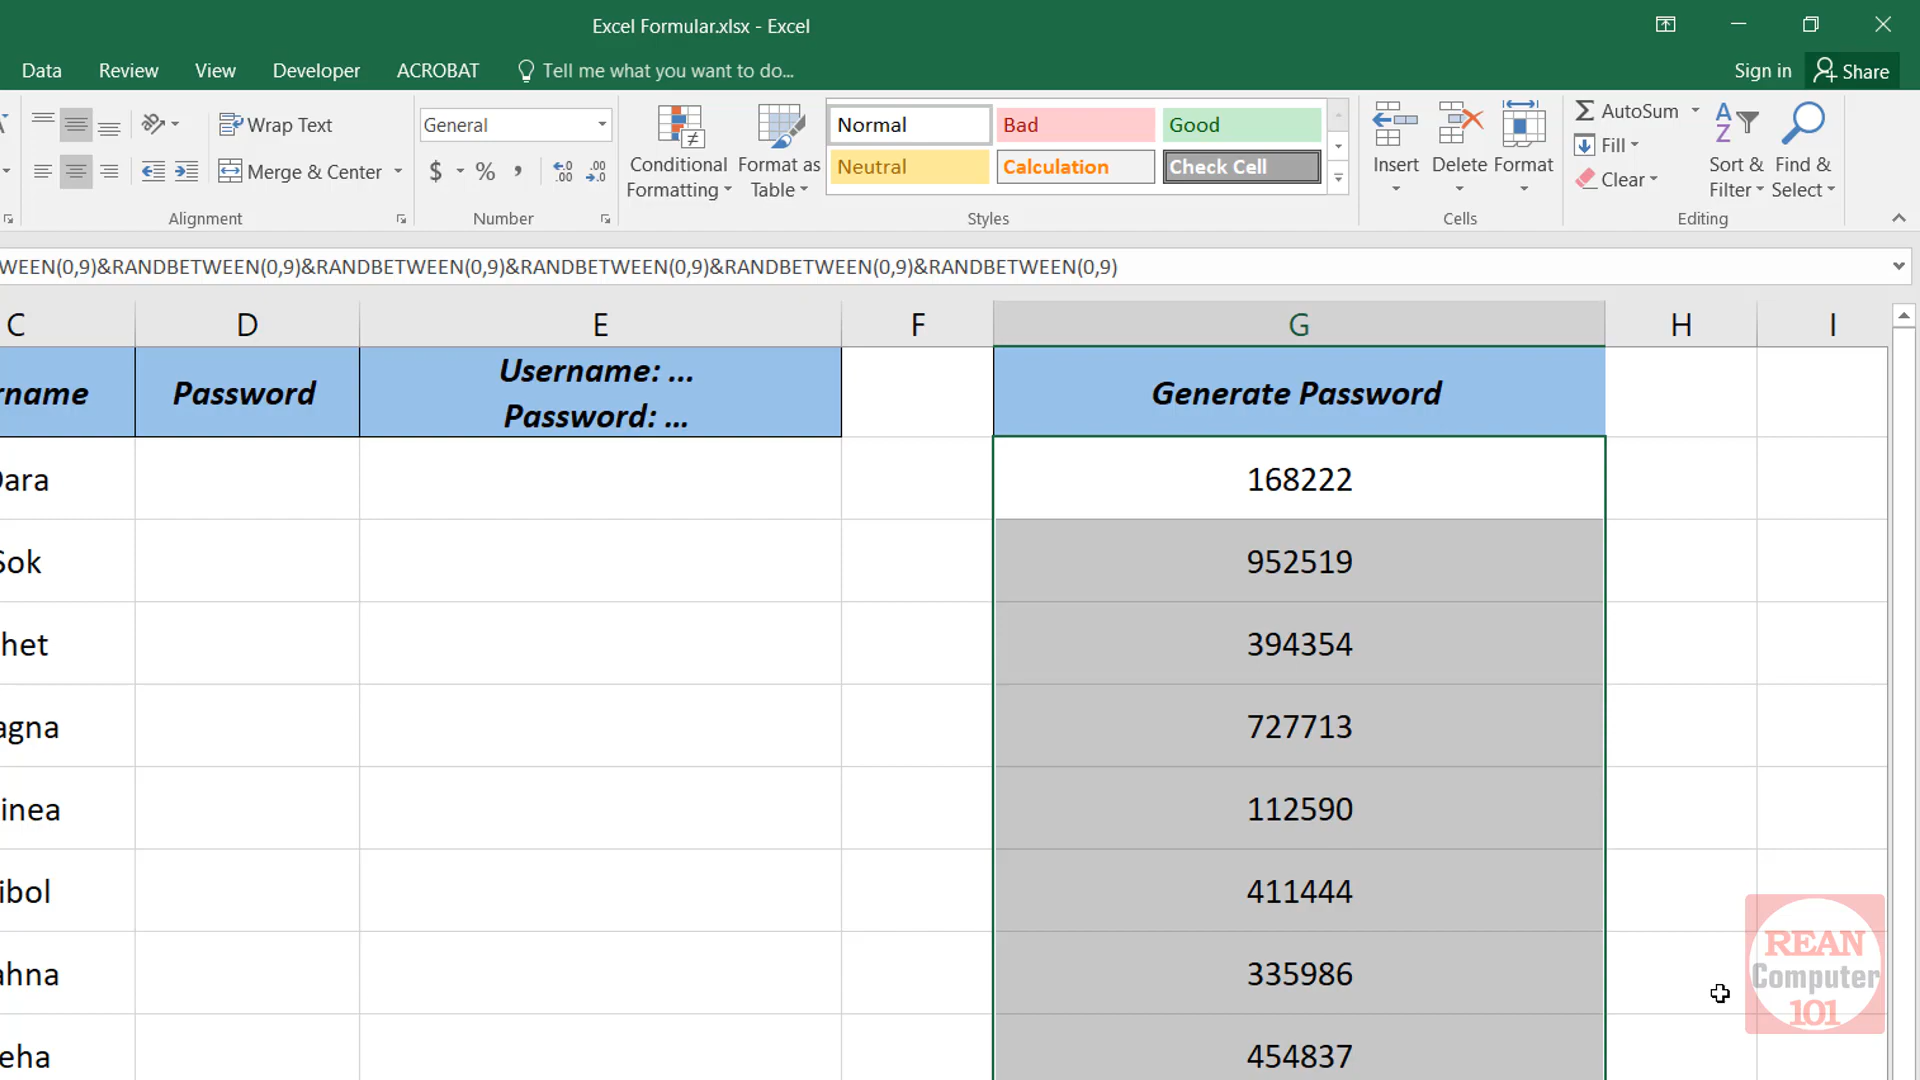 Excel Formular.xlsx - Excel
Data Review View Developer ACROBAT Tell me what you want to do... Sign in Share
Wrap Text
Merge & Center
Alignment
General
$ % ,
Number
Conditional Formatting
Format as Table
Normal Bad Good
Neutral Calculation Check Cell
Styles
Insert Delete Format
Cells
AutoSum
Fill
Clear
Sort & Filter
Find & Select
Editing
WEEN(0,9)&RANDBETWEEN(0,9)&RANDBETWEEN(0,9)&RANDBETWEEN(0,9)&RANDBETWEEN(0,9)&RANDBETWEEN(0,9)
C D E F G H I
rname Password Username: ... Generate Password
Password: ...
Dara 168222
Sok 952519
het 394354
agna 727713
inea 112590
ibol 411444
ahna 335986
eha 454837
REAN
Computer
101